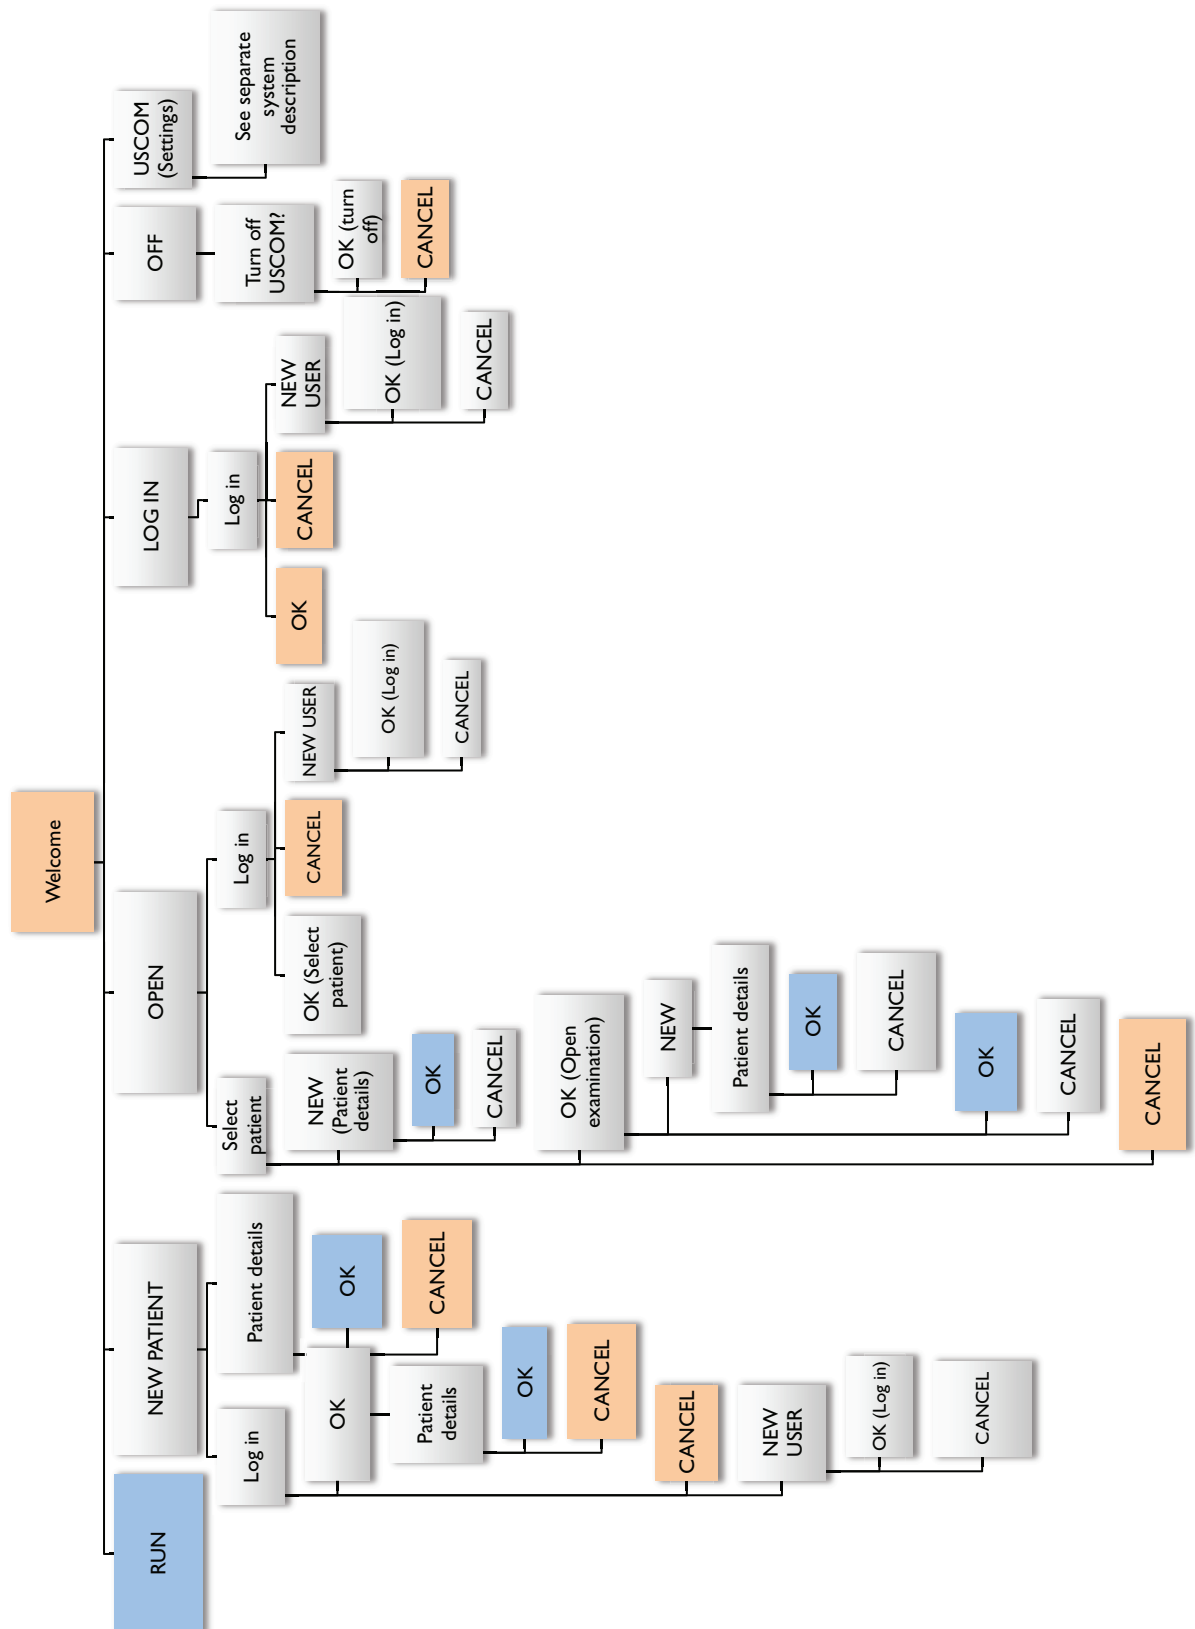 Welcome
RUN
NEW PATIENT
Log in
OK
Patient
details
OK
CANCEL
CANCEL
NEW
USER
OK (Log in)
CANCEL
Patient details
OK
CANCEL
OPEN
Select
patient
NEW
(Patient
details)
OK
CANCEL
OK (Open
examination)
NEW
Patient details
OK
CANCEL
OK
CANCEL
CANCEL
Log in
OK (Select
patient)
CANCEL
NEW USER
OK (Log in)
CANCEL
LOG IN
Log in
OK
CANCEL
NEW
USER
OK (Log in)
CANCEL
OFF
Turn off
USCOM?
OK (turn
off)
CANCEL
USCOM
(Settings)
See separate
system
description